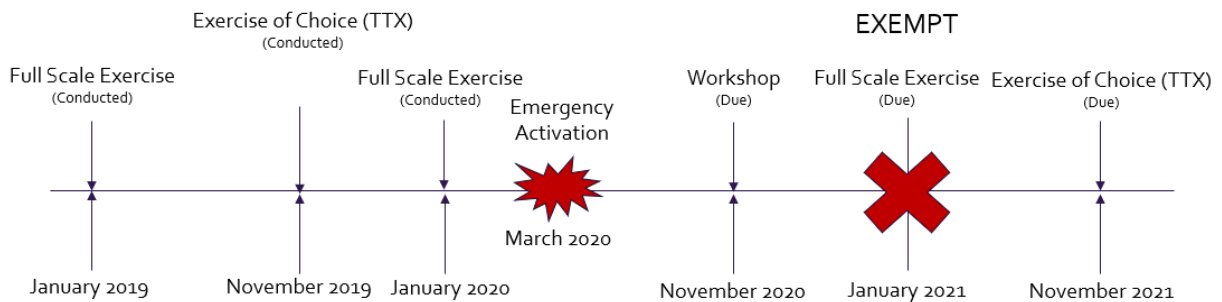 Exercise of Choice (TTX)
(Conducted)
EXEMPT
Full Scale Exercise
(Conducted)
Full Scale Exercise
(Conducted)
Emergency
Activation
Workshop
(Due)
Full Scale Exercise
(Due)
Exercise of Choice (TTX)
(Due)
March 2020
January 2019
November 2019
January 2020
November 2020
January 2021
November 2021